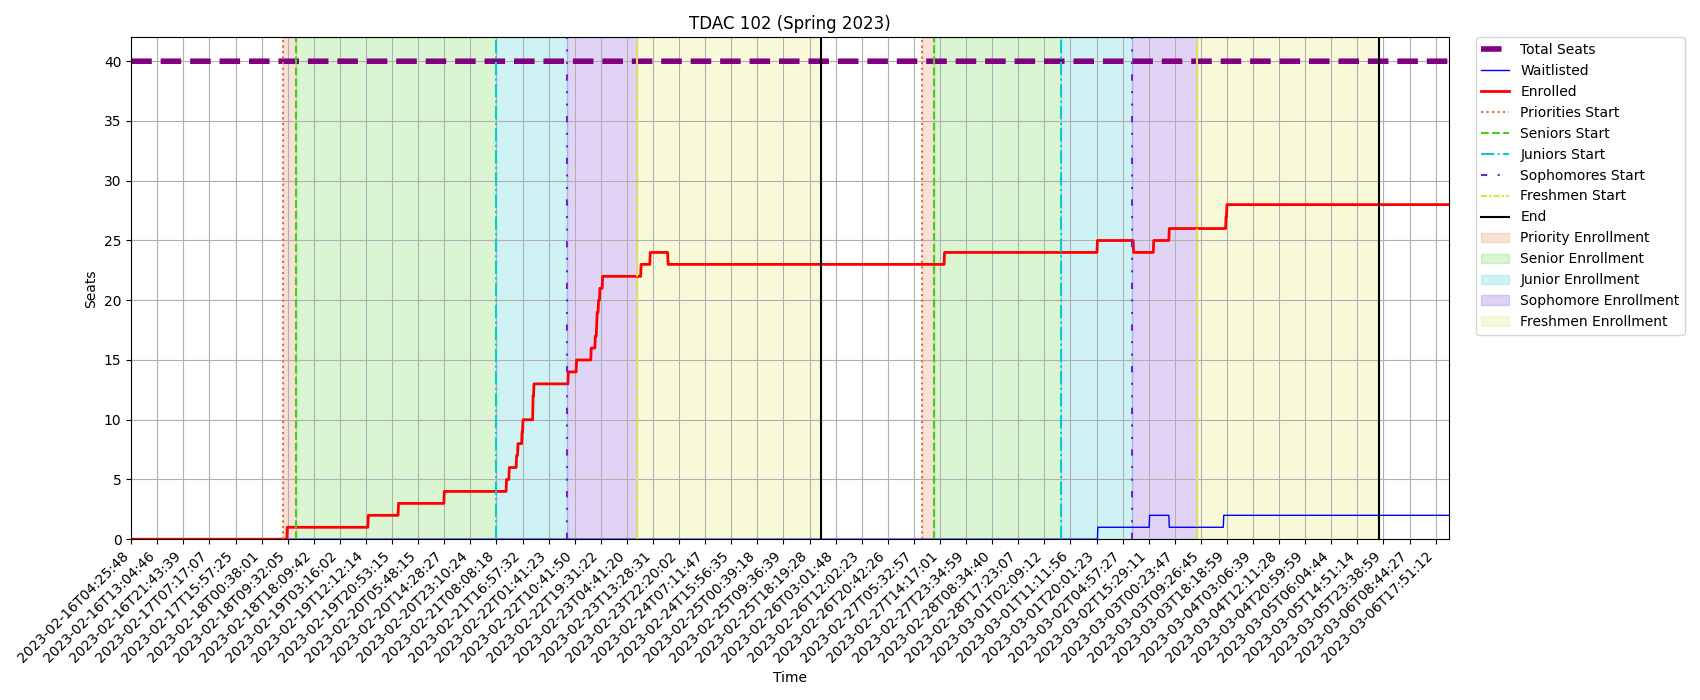 TDAC 102 (Spring 2023)
Seats
40
35
30
25
20
15
10
5
0
2023-02-16T04:25:48
2023-02-16T13:04:46
2023-02-16T21:43:39
2023-02-17T07:17:07
2023-02-17T15:57:25
2023-02-18T00:38:01
2023-02-18T09:32:05
2023-02-18T18:09:42
2023-02-19T03:16:02
2023-02-19T12:12:14
2023-02-19T20:53:15
2023-02-20T05:48:15
2023-02-20T14:28:27
2023-02-20T23:10:24
2023-02-21T08:08:18
2023-02-21T16:57:32
2023-02-22T01:41:23
2023-02-22T10:41:50
2023-02-22T19:31:22
2023-02-23T04:41:20
2023-02-23T13:28:31
2023-02-23T22:20:02
2023-02-24T07:11:47
2023-02-24T15:56:35
2023-02-25T00:39:18
2023-02-25T09:36:39
2023-02-25T18:19:28
2023-02-26T03:01:48
2023-02-26T12:02:23
2023-02-26T20:42:26
2023-02-27T05:32:57
2023-02-27T14:17:01
2023-02-27T23:34:59
2023-02-28T08:34:40
2023-02-28T17:23:07
2023-03-01T02:09:12
2023-03-01T11:11:56
2023-03-01T20:01:23
2023-03-02T04:57:27
2023-03-02T15:29:11
2023-03-03T00:23:47
2023-03-03T09:26:45
2023-03-03T18:18:59
2023-03-04T03:06:39
2023-03-04T12:11:28
2023-03-04T20:59:59
2023-03-05T06:04:44
2023-03-05T14:51:14
2023-03-05T23:38:59
2023-03-06T08:44:27
2023-03-06T17:51:12
Time
Total Seats
Waitlisted
Enrolled
Priorities Start
Seniors Start
Juniors Start
Sophomores Start
Freshmen Start
End
Priority Enrollment
Senior Enrollment
Junior Enrollment
Sophomore Enrollment
Freshmen Enrollment